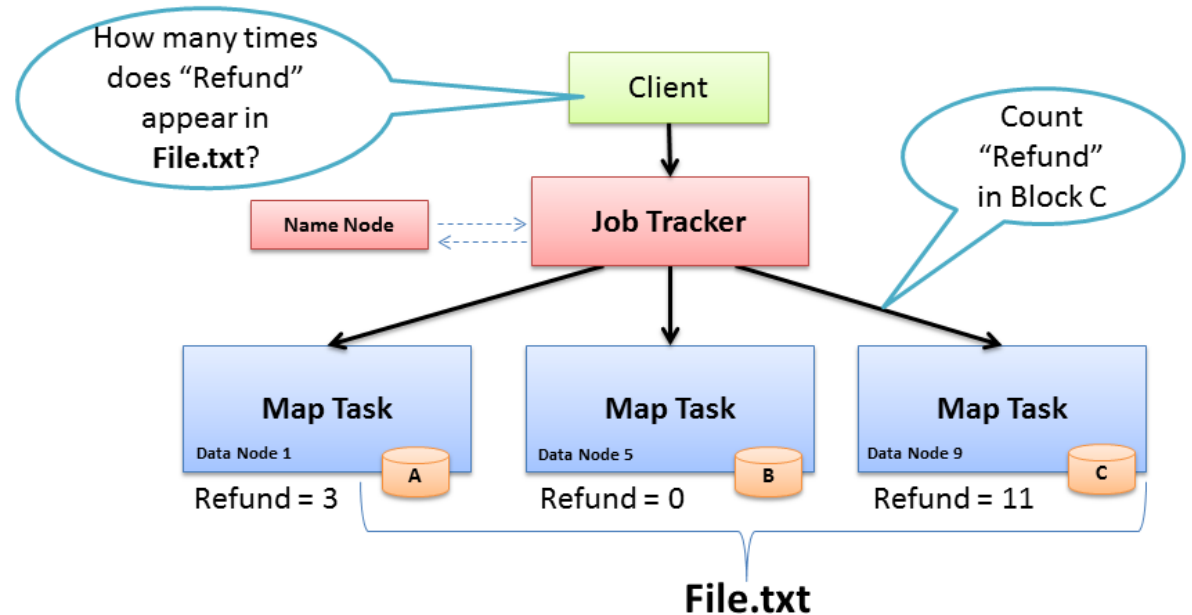 How many times
does “Refund”
appear in
File.txt?
Client
Count
“Refund”
in Block C
Name Node
Job Tracker
Map Task
Data Node 1
A
Map Task
Data Node 5
B
Map Task
Data Node 9
C
Refund = 3
Refund = 0
Refund = 11
File.txt